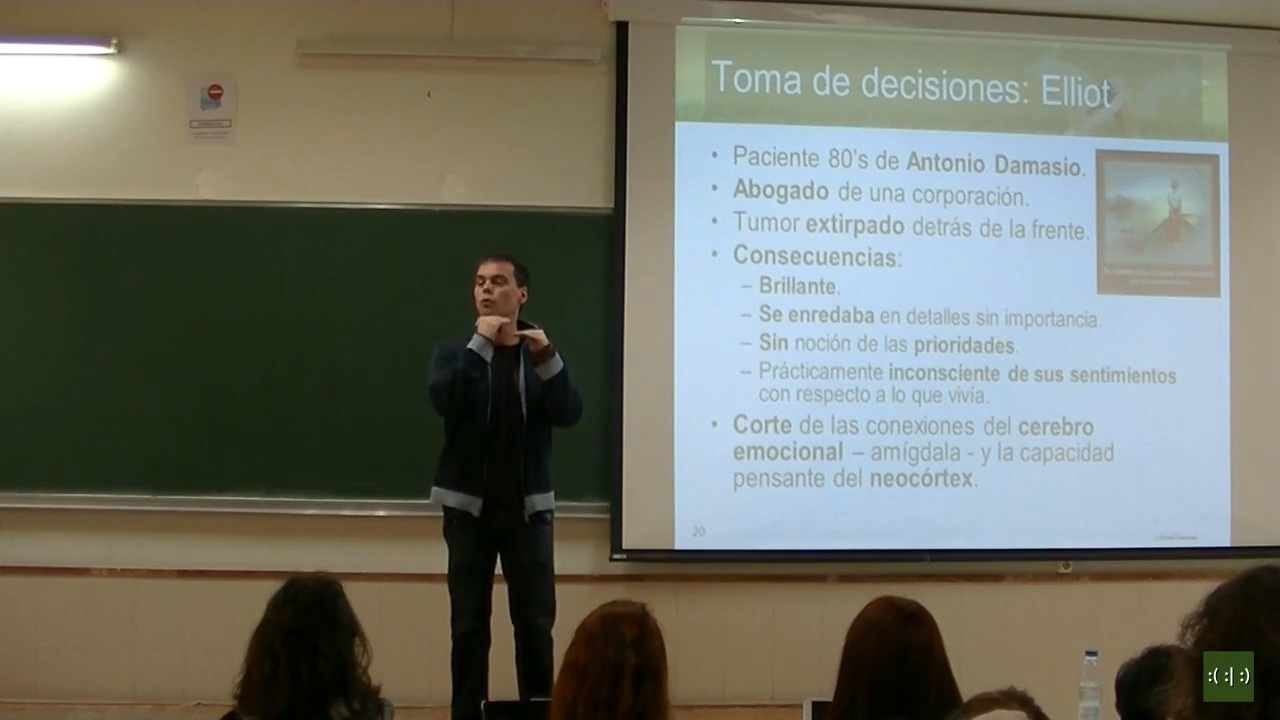 Toma de decisiones: Elliot
• Paciente 80's de Antonio Damasio.
• Abogado de una corporación.
• Tumor extirpado detrás de la frente.
• Consecuencias:
– Brillante.
– Se enredaba en detalles sin importancia.
– Sin noción de las prioridades.
– Prácticamente inconsciente de sus sentimientos
con respecto a lo que vivía.
• Corte de las conexiones del cerebro
emocional – amígdala - y la capacidad
pensante del neocórtex.
20
:( :| :)